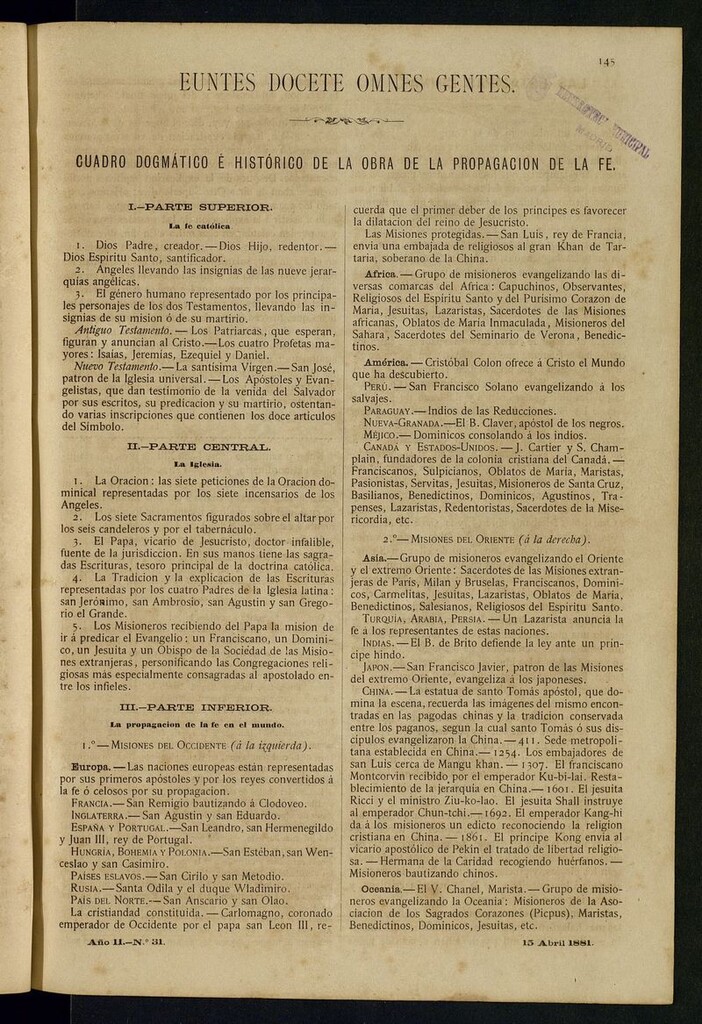 145
EUNTES DOCETE OMNES GENTES.
MUNICIPAL
MADRID
CUADRO DOGMÁTICO É HISTÓRICO DE LA OBRA DE LA PROPAGACION DE LA FE.
I.—PARTE SUPERIOR.
La fe católica
1. Dios Padre, creador.—Dios Hijo, redentor.—
Dios Espíritu Santo, santificador.
2. Angeles llevando las insignias de las nueve jerar-
quías angélicas.
3. El género humano representado por los principa-
les personajes de los dos Testamentos, llevando las in-
signias de su mision ó de su martirio.
Antiguo Testamento.—Los Patriarcas, que esperan,
figuran y anuncian al Cristo.—Los cuatro Profetas ma-
yores: Isaías, Jeremías, Ezequiel y Daniel.
Nuevo Testamento.—La santísima Vírgen.—San José,
patron de la Iglesia universal.—Los Apóstoles y Evan-
gelistas, que dan testimonio de la venida del Salvador
por sus escritos, su predicacion y su martirio, ostentan-
do varias inscripciones que contienen los doce artículos
del Símbolo.
II.—PARTE CENTRAL.
La Iglesia.
1. La Oracion: las siete peticiones de la Oracion do-
minical representadas por los siete incensarios de los
Angeles.
2. Los siete Sacramentos figurados sobre el altar por
los seis candeleros y por el tabernáculo.
3. El Papa, vicario de Jesucristo, doctor infalible,
fuente de la jurisdiccion. En sus manos tiene las sagra-
das Escrituras, tesoro principal de la doctrina católica.
4. La Tradicion y la explicacion de las Escrituras
representadas por los cuatro Padres de la Iglesia latina:
san Jerónimo, san Ambrosio, san Agustin y san Grego-
rio el Grande.
5. Los Misioneros recibiendo del Papa la mision de
ir á predicar el Evangelio: un Franciscano, un Domini-
co, un Jesuita y un Obispo de la Sociedad de las Misio-
nes extranjeras, personificando las Congregaciones reli-
giosas más especialmente consagradas al apostolado en-
tre los infieles.
III.—PARTE INFERIOR.
La propagacion de la fe en el mundo.
1.º—MISIONES DEL OCCIDENTE (á la izquierda).
Europa.—Las naciones europeas están representadas
por sus primeros apóstoles y por los reyes convertidos á
la fe ó celosos por su propagacion.
FRANCIA.—San Remigio bautizando á Clodoveo.
INGLATERRA.—San Agustin y san Eduardo.
ESPAÑA Y PORTUGAL.—San Leandro, san Hermenegildo
y Juan III, rey de Portugal.
HUNGRÍA, BOHEMIA Y POLONIA.—San Estéban, san Wen-
ceslao y san Casimiro.
PAÍSES ESLAVOS.—San Cirilo y san Metodio.
RUSIA.—Santa Odila y el duque Wladimiro.
PAÍS DEL NORTE.—San Anscario y san Olao.
La cristiandad constituida.—Carlomagno, coronado
emperador de Occidente por el papa san Leon III, re-
cuerda que el primer deber de los príncipes es favorecer
la dilatacion del reino de Jesucristo.
Las Misiones protegidas.—San Luis, rey de Francia,
envia una embajada de religiosos al gran Khan de Tar-
taria, soberano de la China.
Africa.—Grupo de misioneros evangelizando las di-
versas comarcas del Africa: Capuchinos, Observantes,
Religiosos del Espíritu Santo y del Purísimo Corazon de
María, Jesuitas, Lazaristas, Sacerdotes de las Misiones
africanas, Oblatos de María Inmaculada, Misioneros del
Sahara, Sacerdotes del Seminario de Verona, Benedic-
tinos.
América.—Cristóbal Colon ofrece á Cristo el Mundo
que ha descubierto.
PERÚ.—San Francisco Solano evangelizando á los
salvajes.
PARAGUAY.—Indios de las Reducciones.
NUEVA-GRANADA.—El B. Claver, apóstol de los negros.
MÉJICO.—Dominicos consolando á los indios.
CANADÁ Y ESTADOS-UNIDOS.—J. Cartier y S. Cham-
plain, fundadores de la colonia cristiana del Canadá.—
Franciscanos, Sulpicianos, Oblatos de María, Maristas,
Pasionistas, Servitas, Jesuitas, Misioneros de Santa Cruz,
Basilianos, Benedictinos, Dominicos, Agustinos, Tra-
penses, Lazaristas, Redentoristas, Sacerdotes de la Mise-
ricordia, etc.
2.º—MISIONES DEL ORIENTE (á la derecha).
Asia.—Grupo de misioneros evangelizando el Oriente
y el extremo Oriente: Sacerdotes de las Misiones extran-
jeras de París, Milan y Bruselas, Franciscanos, Domini-
cos, Carmelitas, Jesuitas, Lazaristas, Oblatos de María,
Benedictinos, Salesianos, Religiosos del Espíritu Santo.
TURQUÍA, ARABIA, PERSIA.—Un Lazarista anuncia la
fe á los representantes de estas naciones.
INDIAS.—El B. de Brito defiende la ley ante un prín-
cipe hindo.
JAPON.—San Francisco Javier, patron de las Misiones
del extremo Oriente, evangeliza á los japoneses.
CHINA.—La estatua de santo Tomás apóstol, que do-
mina la escena, recuerda las imágenes del mismo encon-
tradas en las pagodas chinas y la tradicion conservada
entre los paganos, segun la cual santo Tomás ó sus dis-
cípulos evangelizaron la China.—411. Sede metropoli-
tana establecida en China.—1254. Los embajadores de
san Luis cerca de Mangu khan.—1307. El franciscano
Montcorvin recibido por el emperador Ku-bi-lai. Resta-
blecimiento de la jerarquía en China.—1601. El jesuita
Ricci y el ministro Ziu-ko-lao. El jesuita Shall instruye
al emperador Chun-tchi.—1692. El emperador Kang-hi
da á los misioneros un edicto reconociendo la religion
cristiana en China.—1861. El príncipe Kong envia al
vicario apostólico de Pekin el tratado de libertad religio-
sa.—Hermana de la Caridad recogiendo huérfanos.—
Misioneros bautizando chinos.
Oceanía.—El V. Chanel, Marista.—Grupo de misio-
neros evangelizando la Oceanía: Misioneros de la Aso-
ciacion de los Sagrados Corazones (Picpus), Maristas,
Benedictinos, Dominicos, Jesuitas, etc.
Año II.—N.º 31.
15 Abril 1881.